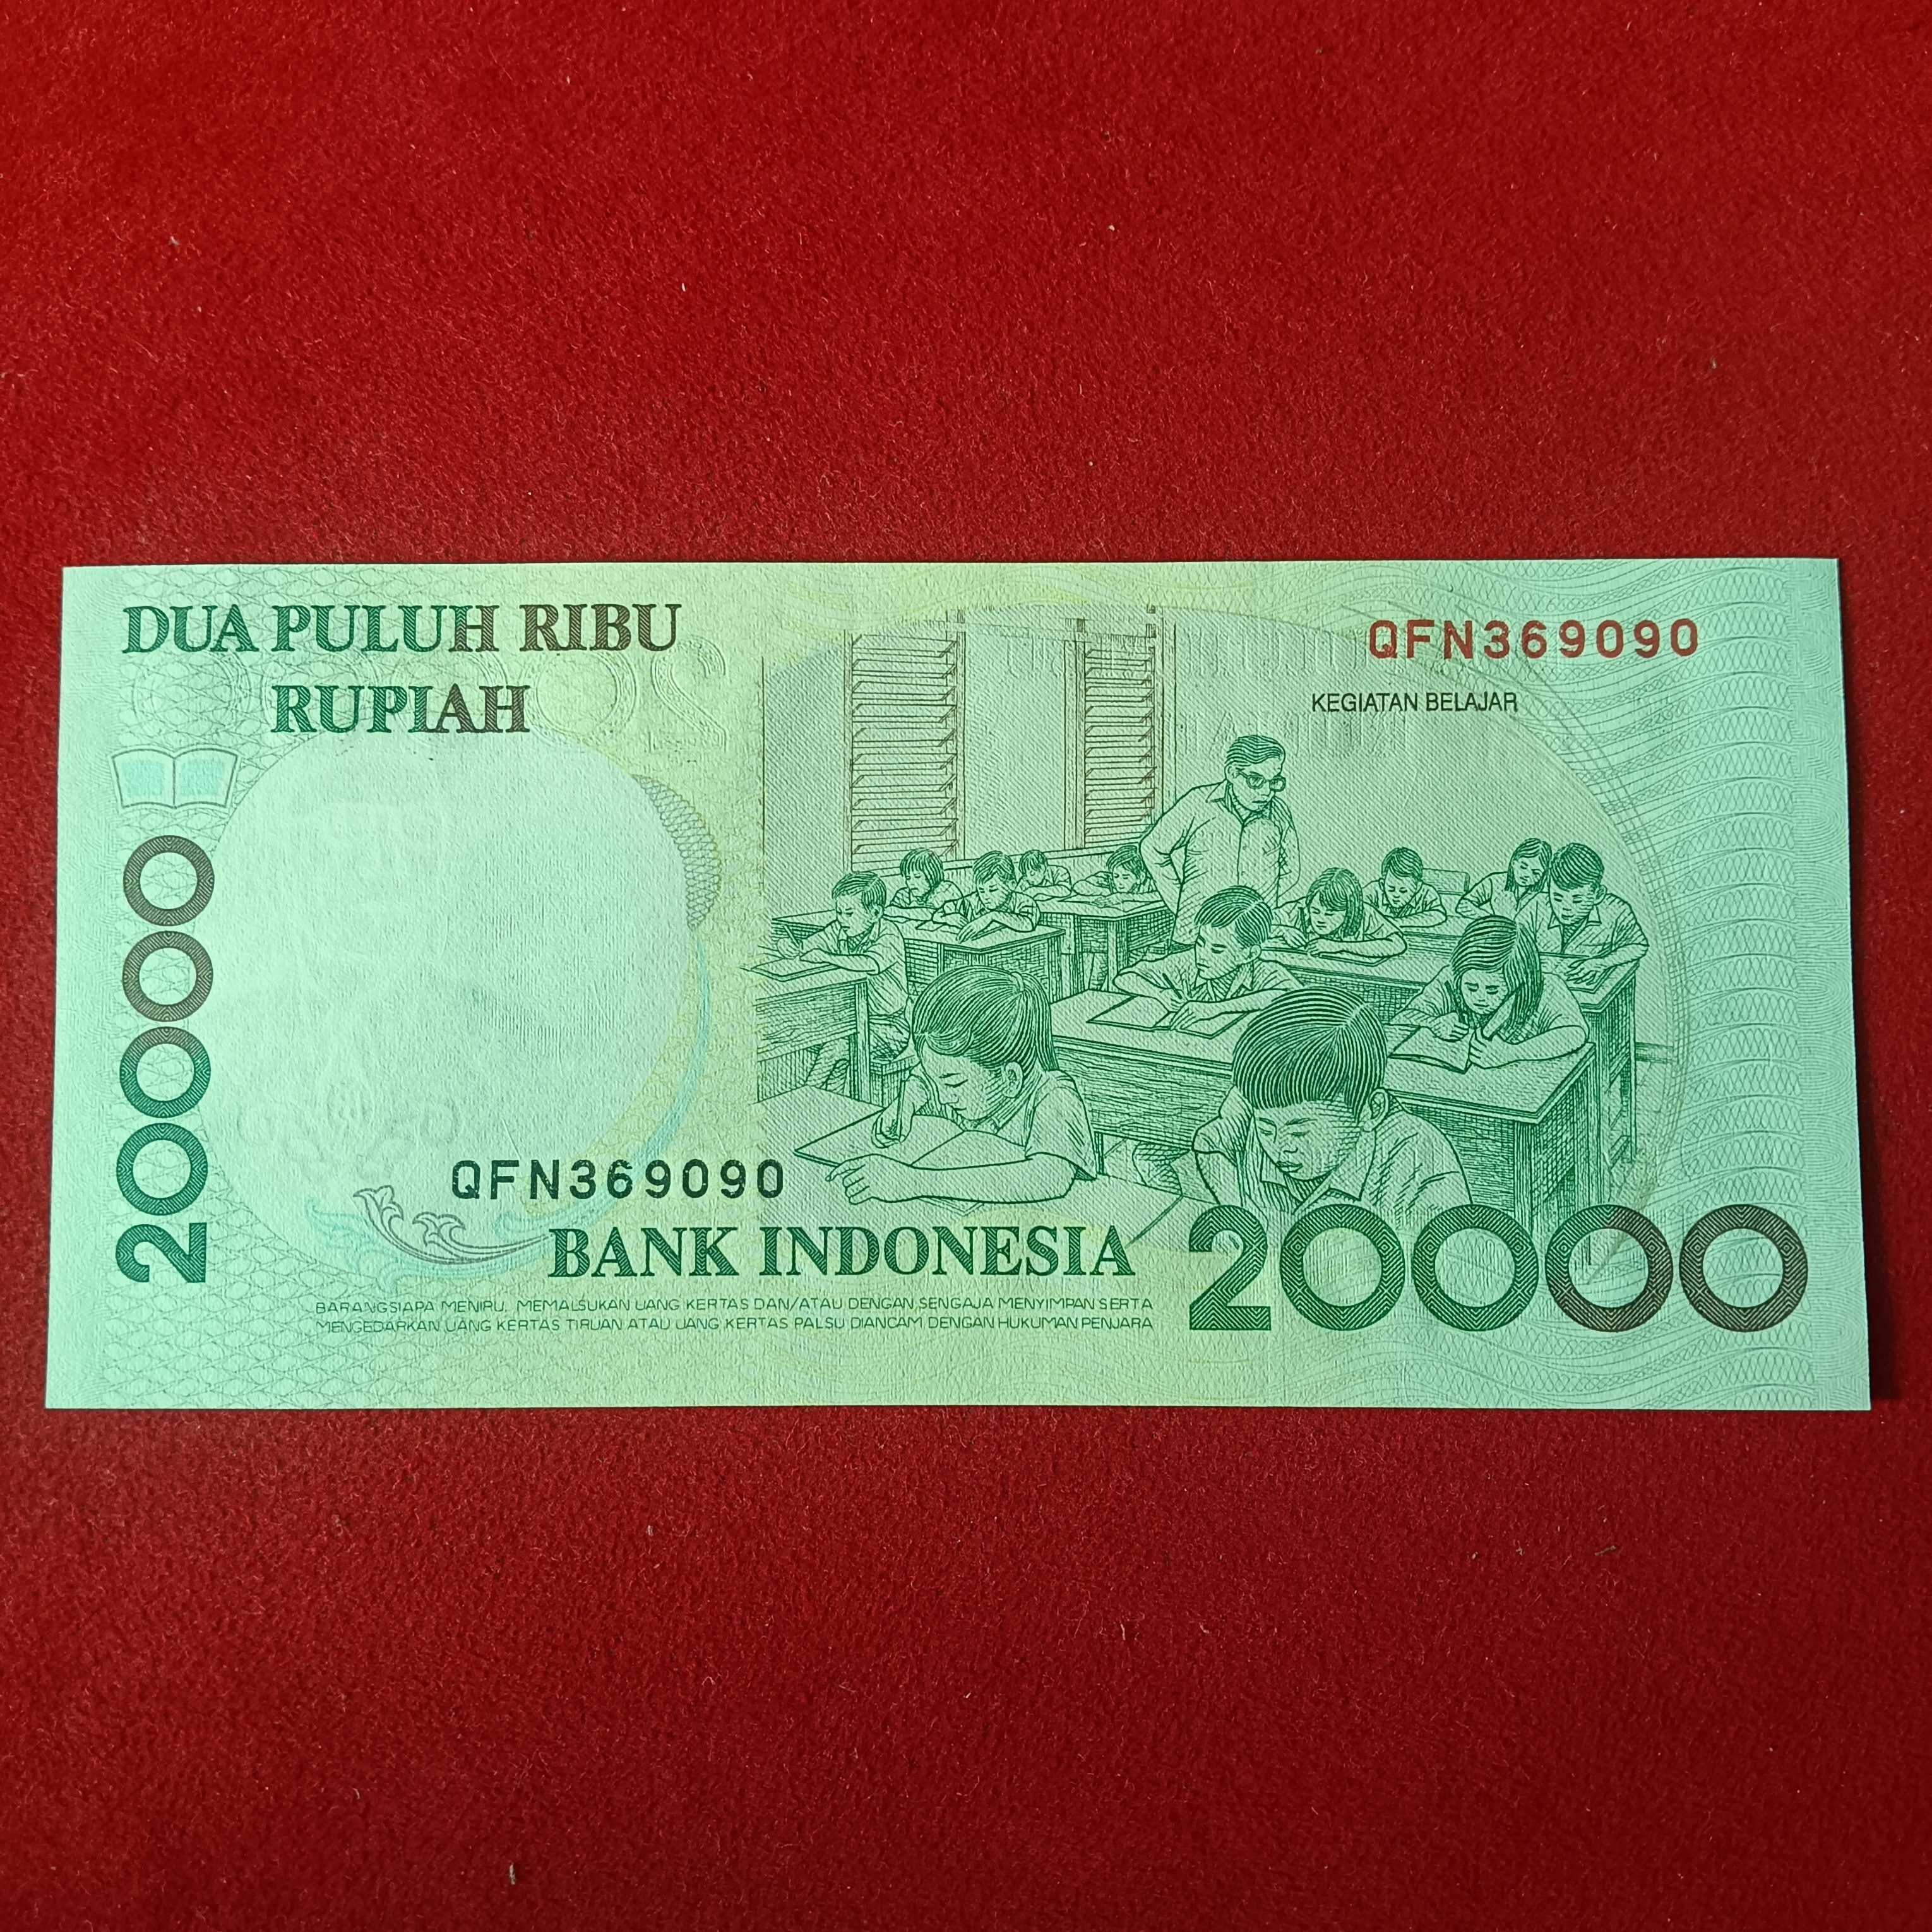 DUA PULUH RIBU
RUPIAH
QFN369090
KEGIATAN BELAJAR
20000
QFN369090
BANK INDONESIA
20000
BARANGSIAPA MENIRU, MEMALSUKAN UANG KERTAS DAN/ATAU DENGAN SENGAJA MENYIMPAN SERTA
MENGEDARKAN UANG KERTAS TIRUAN ATAU UANG KERTAS PALSU DIANCAM DENGAN HUKUMAN PENJARA